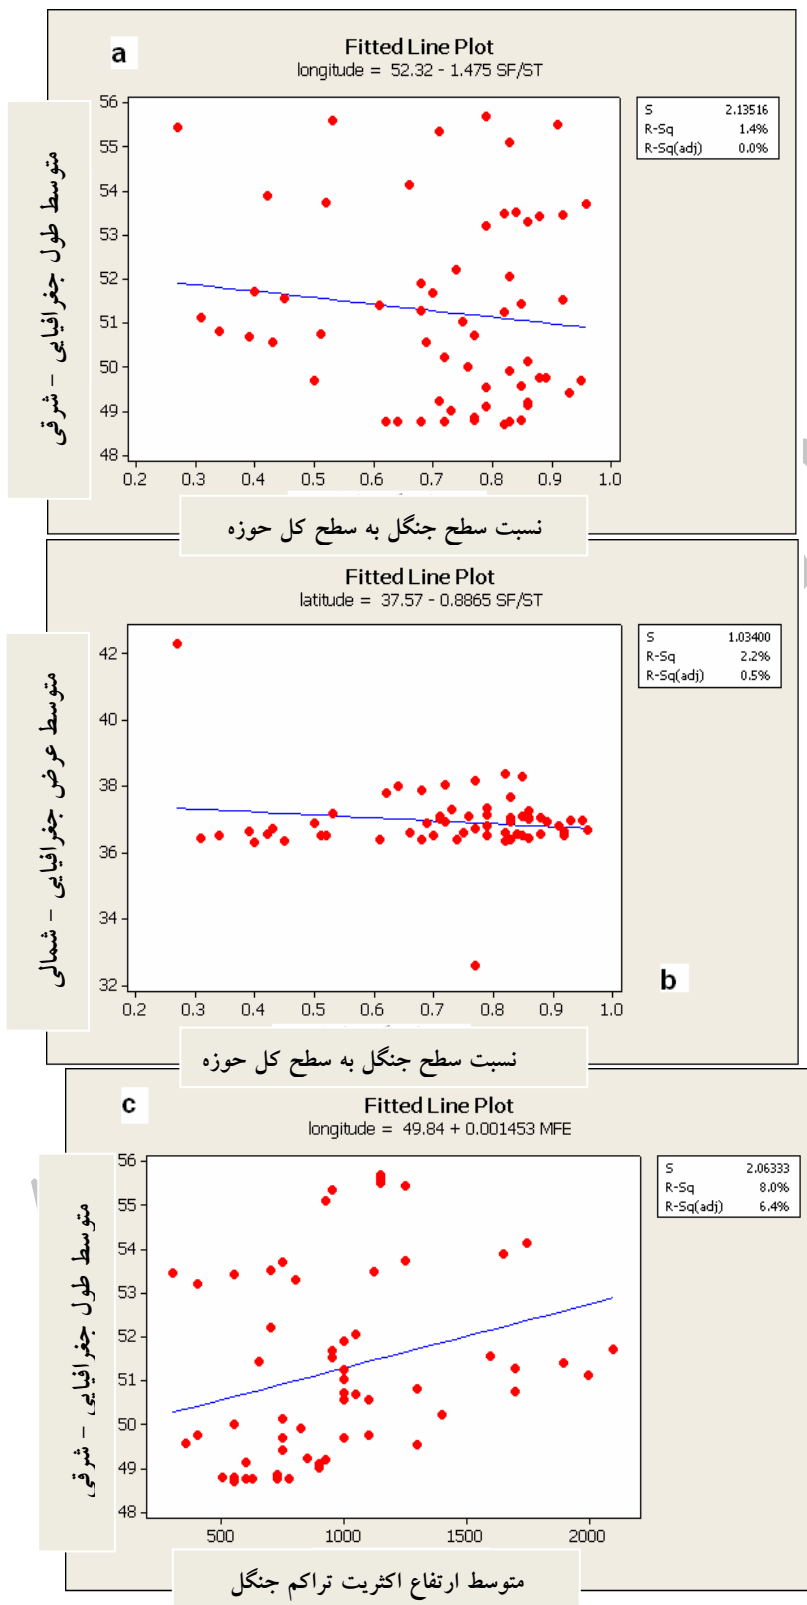 a
Fitted Line Plot
longitude = 52.32 - 1.475 SF/ST
S 2.13516
R-Sq 1.4%
R-Sq(adj) 0.0%
متوسط طول جغرافیایی - شرقی
56
55
54
53
52
51
50
49
48
0.2 0.3 0.4 0.5 0.6 0.7 0.8 0.9 1.0
نسبت سطح جنگل به سطح کل حوزه
Fitted Line Plot
latitude = 37.57 - 0.8865 SF/ST
S 1.03400
R-Sq 2.2%
R-Sq(adj) 0.5%
متوسط عرض جغرافیایی - شمالی
42
40
38
36
34
32
b
0.2 0.3 0.4 0.5 0.6 0.7 0.8 0.9 1.0
نسبت سطح جنگل به سطح کل حوزه
c
Fitted Line Plot
longitude = 49.84 + 0.001453 MFE
S 2.06333
R-Sq 8.0%
R-Sq(adj) 6.4%
متوسط طول جغرافیایی - شرقی
56
55
54
53
52
51
50
49
48
500 1000 1500 2000
متوسط ارتفاع اکثریت تراکم جنگل